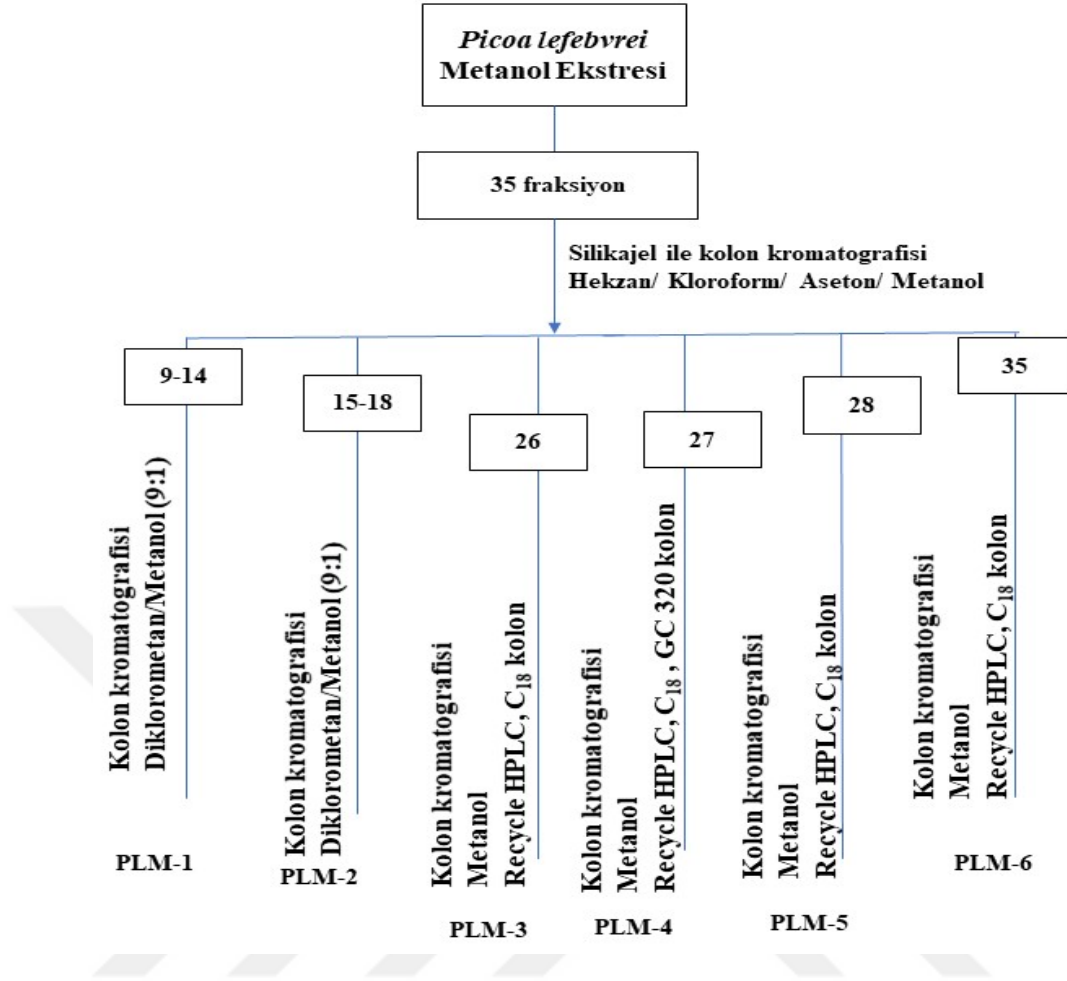 Picoa lefebvrei
Metanol Ekstresi
35 fraksiyon
Silikajel ile kolon kromatografisi
Hekzan/ Kloroform/ Aseton/ Metanol
9-14
15-18
26
27
28
35
Kolon kromatografisi
Diklorometan/Metanol (9:1)
Kolon kromatografisi
Diklorometan/Metanol (9:1)
Kolon kromatografisi
Metanol
Recycle HPLC, C₁₈ kolon
Kolon kromatografisi
Metanol
Recycle HPLC, C₁₈ , GC 320 kolon
Kolon kromatografisi
Metanol
Recycle HPLC, C₁₈ kolon
Kolon kromatografisi
Metanol
Recycle HPLC, C₁₈ kolon
PLM-1
PLM-2
PLM-3
PLM-4
PLM-5
PLM-6